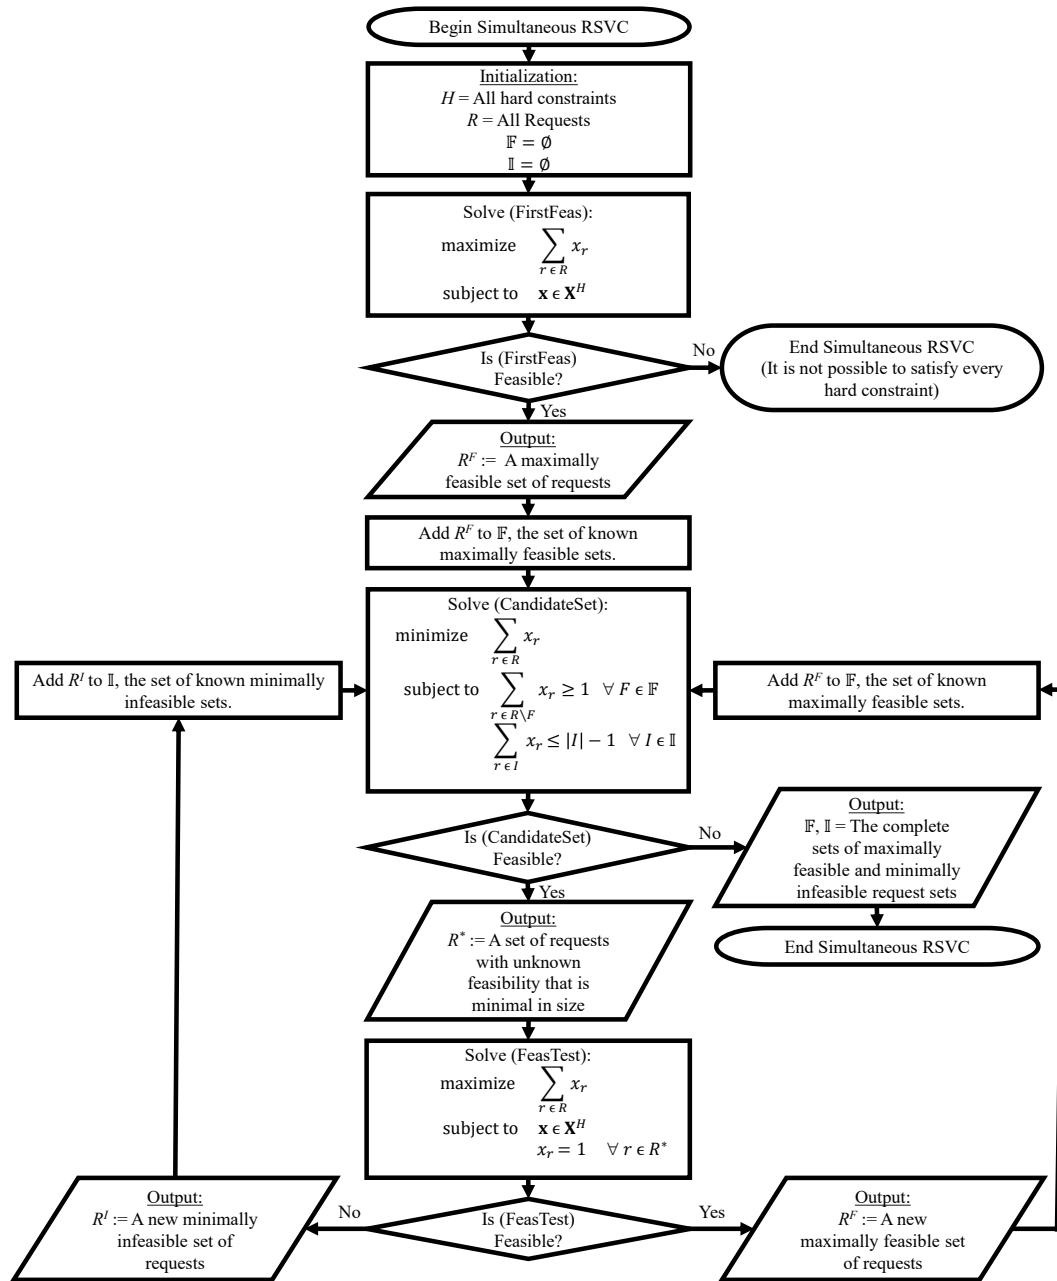 Begin Simultaneous RSVC
Initialization:
H = All hard constraints
R = All Requests
𝔽 = ∅
𝕀 = ∅
Solve (FirstFeas):
maximize ∑_{r ϵ R} x_r
subject to 𝐱 ϵ 𝐗^H
Is (FirstFeas)
Feasible?
No
End Simultaneous RSVC
(It is not possible to satisfy every
hard constraint)
Yes
Output:
R^F := A maximally
feasible set of requests
Add R^F to 𝔽, the set of known
maximally feasible sets.
Solve (CandidateSet):
minimize ∑_{r ϵ R} x_r
subject to ∑_{r ϵ R\F} x_r ≥ 1 ∀ F ϵ 𝔽
∑_{r ϵ I} x_r ≤ |I| − 1 ∀ I ϵ 𝕀
Add R^I to 𝕀, the set of known minimally
infeasible sets.
Add R^F to 𝔽, the set of known
maximally feasible sets.
Is (CandidateSet)
Feasible?
No
Output:
𝔽, 𝕀 = The complete
sets of maximally
feasible and minimally
infeasible request sets
End Simultaneous RSVC
Yes
Output:
R^* := A set of requests
with unknown
feasibility that is
minimal in size
Solve (FeasTest):
maximize ∑_{r ϵ R} x_r
subject to 𝐱 ϵ 𝐗^H
x_r = 1 ∀ r ϵ R^*
Is (FeasTest)
Feasible?
No
Output:
R^I := A new minimally
infeasible set of
requests
Yes
Output:
R^F := A new
maximally feasible set
of requests